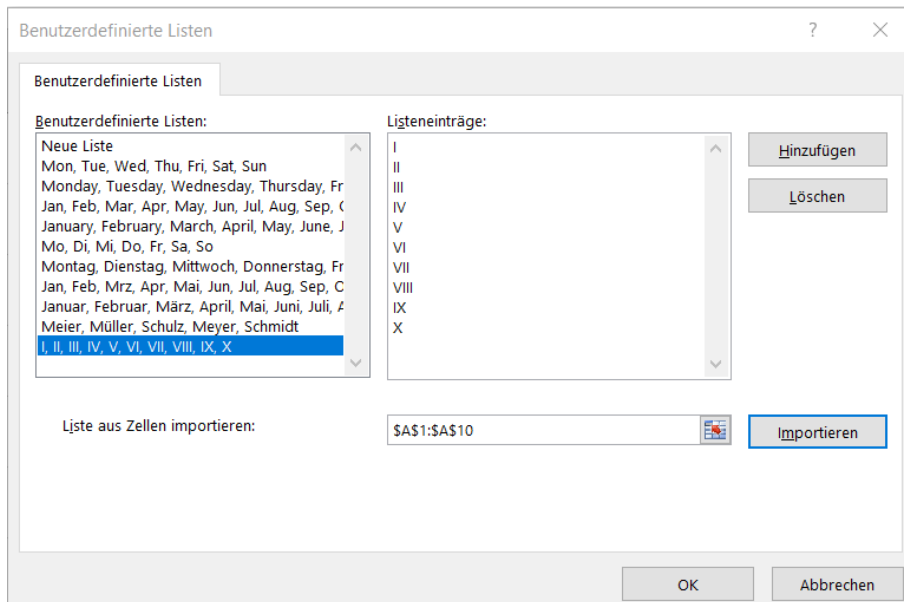 Benutzerdefinierte Listen
?
Benutzerdefinierte Listen
Benutzerdefinierte Listen:
Neue Liste
Mon, Tue, Wed, Thu, Fri, Sat, Sun
Monday, Tuesday, Wednesday, Thursday, Fr
Jan, Feb, Mar, Apr, May, Jun, Jul, Aug, Sep,
January, February, March, April, May, June,
Mo, Di, Mi, Do, Fr, Sa, So
Montag, Dienstag, Mittwoch, Donnerstag, Fr
Jan, Feb, Mrz, Apr, Mai, Jun, Jul, Aug, Sep, O
Januar, Februar, März, April, Mai, Juni, Juli, A
Meier, Müller, Schulz, Meyer, Schmidt
I, II, III, IV, V, VI, VII, VIII, IX, X
Listeneinträge:
I
II
III
IV
V
VI
VII
VIII
IX
X
Hinzufügen
Löschen
Liste aus Zellen importieren:
$A$1:$A$10
Importieren
OK
Abbrechen